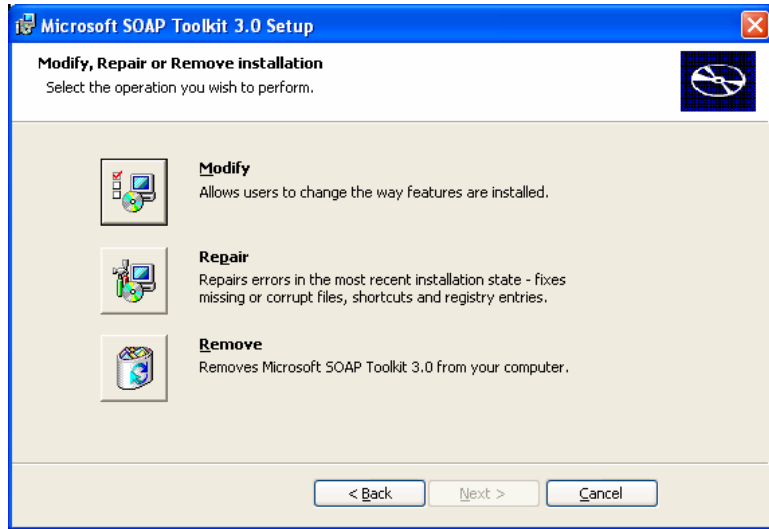 Microsoft SOAP Toolkit 3.0 Setup
Modify, Repair or Remove installation
Select the operation you wish to perform.
Modify
Allows users to change the way features are installed.
Repair
Repairs errors in the most recent installation state - fixes
missing or corrupt files, shortcuts and registry entries.
Remove
Removes Microsoft SOAP Toolkit 3.0 from your computer.
< Back Next > Cancel